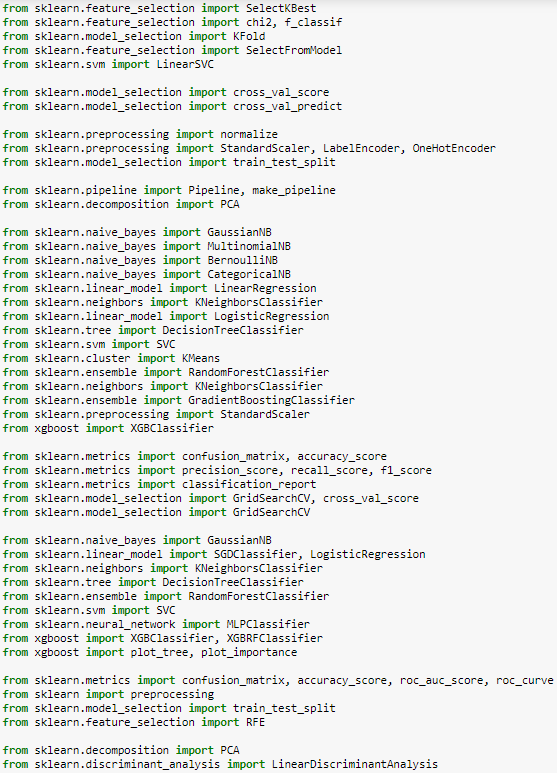 from sklearn.feature_selection import SelectKBest
from sklearn.feature_selection import chi2, f_classif
from sklearn.model_selection import KFold
from sklearn.feature_selection import SelectFromModel
from sklearn.svm import LinearSVC
from sklearn.model_selection import cross_val_score
from sklearn.model_selection import cross_val_predict
from sklearn.preprocessing import normalize
from sklearn.preprocessing import StandardScaler, LabelEncoder, OneHotEncoder
from sklearn.model_selection import train_test_split
from sklearn.pipeline import Pipeline, make_pipeline
from sklearn.decomposition import PCA
from sklearn.naive_bayes import GaussianNB
from sklearn.naive_bayes import MultinomialNB
from sklearn.naive_bayes import BernoulliNB
from sklearn.naive_bayes import CategoricalNB
from sklearn.linear_model import LinearRegression
from sklearn.neighbors import KNeighborsClassifier
from sklearn.linear_model import LogisticRegression
from sklearn.tree import DecisionTreeClassifier
from sklearn.svm import SVC
from sklearn.cluster import KMeans
from sklearn.ensemble import RandomForestClassifier
from sklearn.neighbors import KNeighborsClassifier
from sklearn.ensemble import GradientBoostingClassifier
from sklearn.preprocessing import StandardScaler
from xgboost import XGBClassifier
from sklearn.metrics import confusion_matrix, accuracy_score
from sklearn.metrics import precision_score, recall_score, f1_score
from sklearn.metrics import classification_report
from sklearn.model_selection import GridSearchCV, cross_val_score
from sklearn.model_selection import GridSearchCV
from sklearn.naive_bayes import GaussianNB
from sklearn.linear_model import SGDClassifier, LogisticRegression
from sklearn.neighbors import KNeighborsClassifier
from sklearn.tree import DecisionTreeClassifier
from sklearn.ensemble import RandomForestClassifier
from sklearn.svm import SVC
from sklearn.neural_network import MLPClassifier
from xgboost import XGBClassifier, XGBRFClassifier
from xgboost import plot_tree, plot_importance
from sklearn.metrics import confusion_matrix, accuracy_score, roc_auc_score, roc_curve
from sklearn import preprocessing
from sklearn.model_selection import train_test_split
from sklearn.feature_selection import RFE
from sklearn.decomposition import PCA
from sklearn.discriminant_analysis import LinearDiscriminantAnalysis